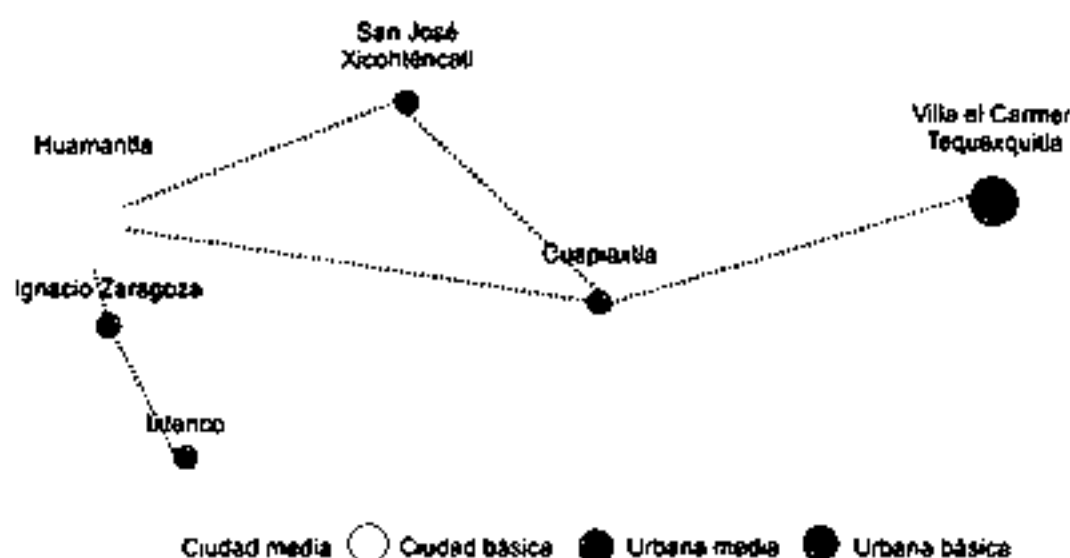 San José
Xicohténcatl
Villa el Carmen
Tequexquitla
Huamantla
Cuapiaxtla
Ignacio Zaragoza
Ixtenco
Ciudad media Ciudad básica Urbana media Urbana básica